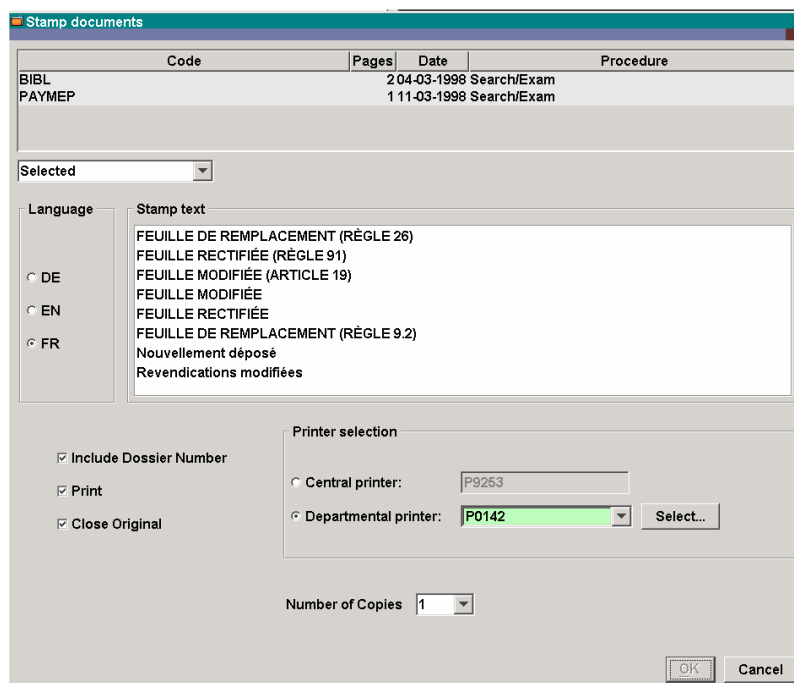 Stamp documents
Code Pages Date Procedure
BIBL 2 04-03-1998 Search/Exam
PAYMEP 1 11-03-1998 Search/Exam
Selected
Language Stamp text
FEUILLE DE REMPLACEMENT (RÈGLE 26)
FEUILLE RECTIFIÉE (RÈGLE 91)
DE FEUILLE MODIFIÉE (ARTICLE 19)
FEUILLE MODIFIÉE
EN FEUILLE RECTIFIÉE
FEUILLE DE REMPLACEMENT (RÈGLE 9.2)
FR Nouvellement déposé
Revendications modifiées
Printer selection
Include Dossier Number
Central printer: P9253
Print
Departmental printer: P0142 Select...
Close Original
Number of Copies 1
OK Cancel